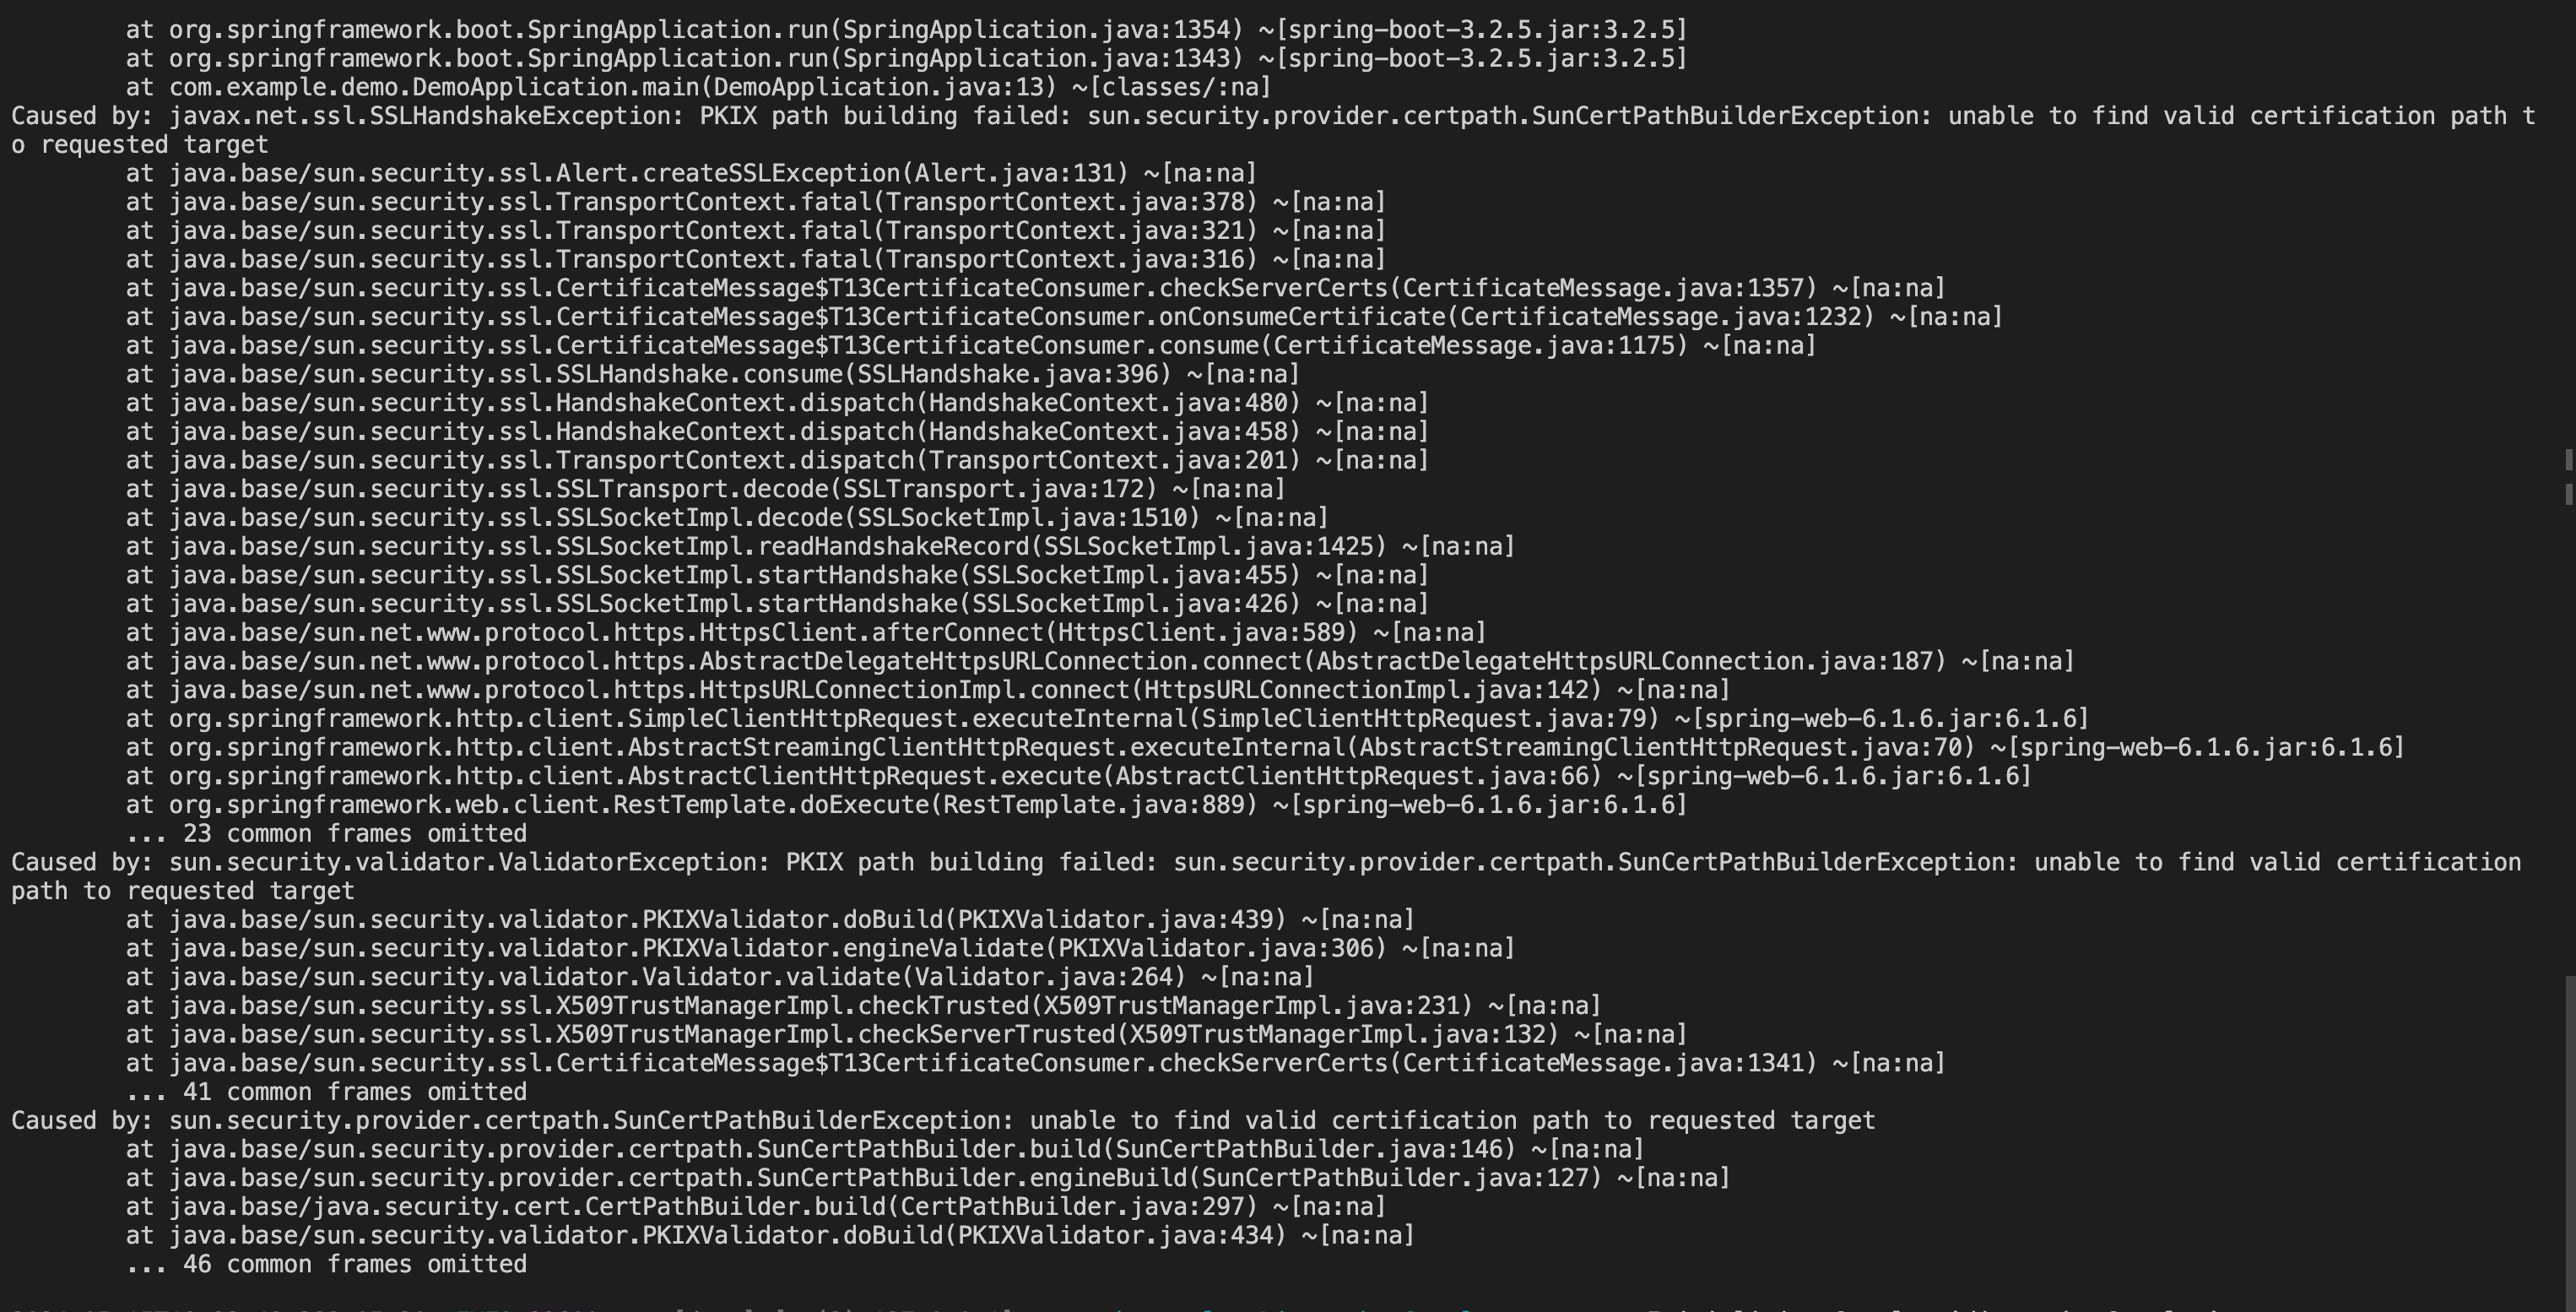 at org.springframework.boot.SpringApplication.run(SpringApplication.java:1354) ~[spring-boot-3.2.5.jar:3.2.5]
at org.springframework.boot.SpringApplication.run(SpringApplication.java:1343) ~[spring-boot-3.2.5.jar:3.2.5]
at com.example.demo.DemoApplication.main(DemoApplication.java:13) ~[classes/:na]
Caused by: javax.net.ssl.SSLHandshakeException: PKIX path building failed: sun.security.provider.certpath.SunCertPathBuilderException: unable to find valid certification path t
o requested target
at java.base/sun.security.ssl.Alert.createSSLException(Alert.java:131) ~[na:na]
at java.base/sun.security.ssl.TransportContext.fatal(TransportContext.java:378) ~[na:na]
at java.base/sun.security.ssl.TransportContext.fatal(TransportContext.java:321) ~[na:na]
at java.base/sun.security.ssl.TransportContext.fatal(TransportContext.java:316) ~[na:na]
at java.base/sun.security.ssl.CertificateMessage$T13CertificateConsumer.checkServerCerts(CertificateMessage.java:1357) ~[na:na]
at java.base/sun.security.ssl.CertificateMessage$T13CertificateConsumer.onConsumeCertificate(CertificateMessage.java:1232) ~[na:na]
at java.base/sun.security.ssl.CertificateMessage$T13CertificateConsumer.consume(CertificateMessage.java:1175) ~[na:na]
at java.base/sun.security.ssl.SSLHandshake.consume(SSLHandshake.java:396) ~[na:na]
at java.base/sun.security.ssl.HandshakeContext.dispatch(HandshakeContext.java:480) ~[na:na]
at java.base/sun.security.ssl.HandshakeContext.dispatch(HandshakeContext.java:458) ~[na:na]
at java.base/sun.security.ssl.TransportContext.dispatch(TransportContext.java:201) ~[na:na]
at java.base/sun.security.ssl.SSLTransport.decode(SSLTransport.java:172) ~[na:na]
at java.base/sun.security.ssl.SSLSocketImpl.decode(SSLSocketImpl.java:1510) ~[na:na]
at java.base/sun.security.ssl.SSLSocketImpl.readHandshakeRecord(SSLSocketImpl.java:1425) ~[na:na]
at java.base/sun.security.ssl.SSLSocketImpl.startHandshake(SSLSocketImpl.java:455) ~[na:na]
at java.base/sun.security.ssl.SSLSocketImpl.startHandshake(SSLSocketImpl.java:426) ~[na:na]
at java.base/sun.net.www.protocol.https.HttpsClient.afterConnect(HttpsClient.java:589) ~[na:na]
at java.base/sun.net.www.protocol.https.AbstractDelegateHttpsURLConnection.connect(AbstractDelegateHttpsURLConnection.java:187) ~[na:na]
at java.base/sun.net.www.protocol.https.HttpsURLConnectionImpl.connect(HttpsURLConnectionImpl.java:142) ~[na:na]
at org.springframework.http.client.SimpleClientHttpRequest.executeInternal(SimpleClientHttpRequest.java:79) ~[spring-web-6.1.6.jar:6.1.6]
at org.springframework.http.client.AbstractStreamingClientHttpRequest.executeInternal(AbstractStreamingClientHttpRequest.java:70) ~[spring-web-6.1.6.jar:6.1.6]
at org.springframework.http.client.AbstractClientHttpRequest.execute(AbstractClientHttpRequest.java:66) ~[spring-web-6.1.6.jar:6.1.6]
at org.springframework.web.client.RestTemplate.doExecute(RestTemplate.java:889) ~[spring-web-6.1.6.jar:6.1.6]
... 23 common frames omitted
Caused by: sun.security.validator.ValidatorException: PKIX path building failed: sun.security.provider.certpath.SunCertPathBuilderException: unable to find valid certification
path to requested target
at java.base/sun.security.validator.PKIXValidator.doBuild(PKIXValidator.java:439) ~[na:na]
at java.base/sun.security.validator.PKIXValidator.engineValidate(PKIXValidator.java:306) ~[na:na]
at java.base/sun.security.validator.Validator.validate(Validator.java:264) ~[na:na]
at java.base/sun.security.ssl.X509TrustManagerImpl.checkTrusted(X509TrustManagerImpl.java:231) ~[na:na]
at java.base/sun.security.ssl.X509TrustManagerImpl.checkServerTrusted(X509TrustManagerImpl.java:132) ~[na:na]
at java.base/sun.security.ssl.CertificateMessage$T13CertificateConsumer.checkServerCerts(CertificateMessage.java:1341) ~[na:na]
... 41 common frames omitted
Caused by: sun.security.provider.certpath.SunCertPathBuilderException: unable to find valid certification path to requested target
at java.base/sun.security.provider.certpath.SunCertPathBuilder.build(SunCertPathBuilder.java:146) ~[na:na]
at java.base/sun.security.provider.certpath.SunCertPathBuilder.engineBuild(SunCertPathBuilder.java:127) ~[na:na]
at java.base/java.security.cert.CertPathBuilder.build(CertPathBuilder.java:297) ~[na:na]
at java.base/sun.security.validator.PKIXValidator.doBuild(PKIXValidator.java:434) ~[na:na]
... 46 common frames omitted